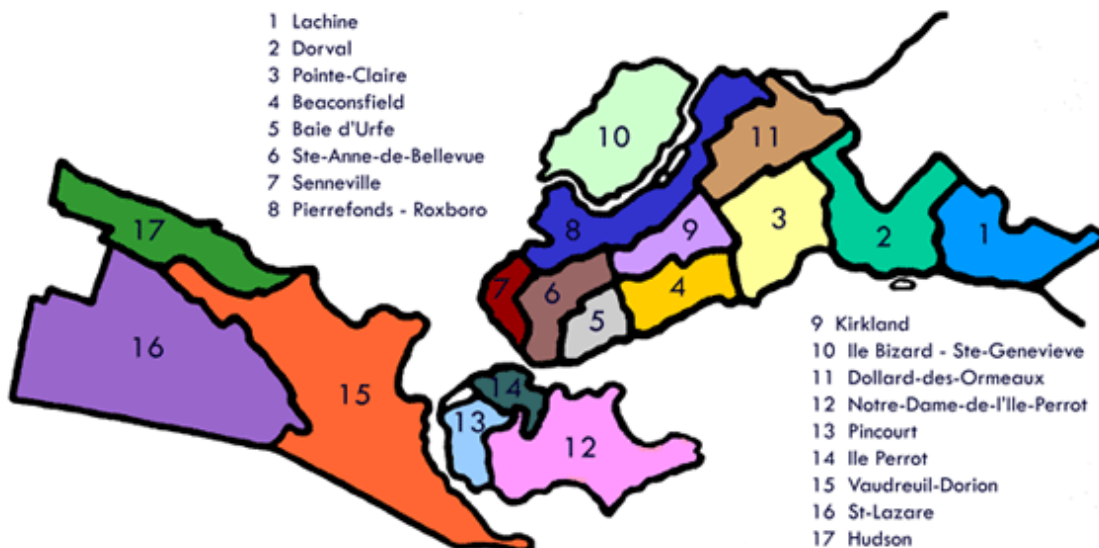 1 Lachine
2 Dorval
3 Pointe-Claire
4 Beaconsfield
5 Baie d'Urfe
6 Ste-Anne-de-Bellevue
7 Senneville
8 Pierrefonds - Roxboro
10
11
17
8
9
3
2
1
7
6
5
4
16
15
14
13
12
9 Kirkland
10 Ile Bizard - Ste-Genevieve
11 Dollard-des-Ormeaux
12 Notre-Dame-de-l'Ile-Perrot
13 Pincourt
14 Ile Perrot
15 Vaudreuil-Dorion
16 St-Lazare
17 Hudson